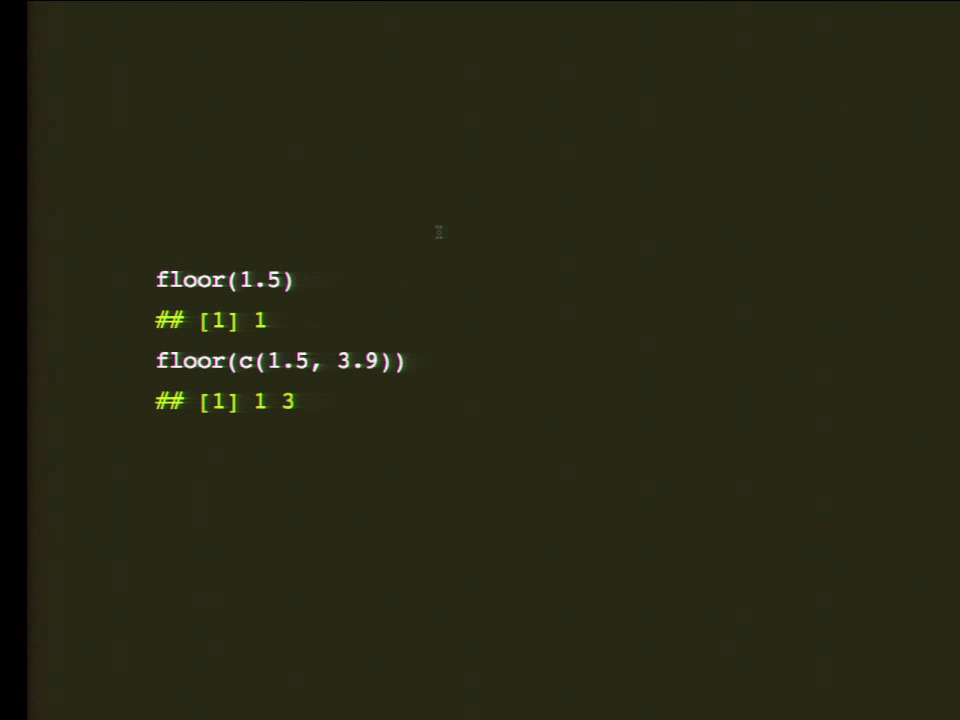 floor(1.5)
## [1] 1
floor(c(1.5, 3.9))
## [1] 1 3